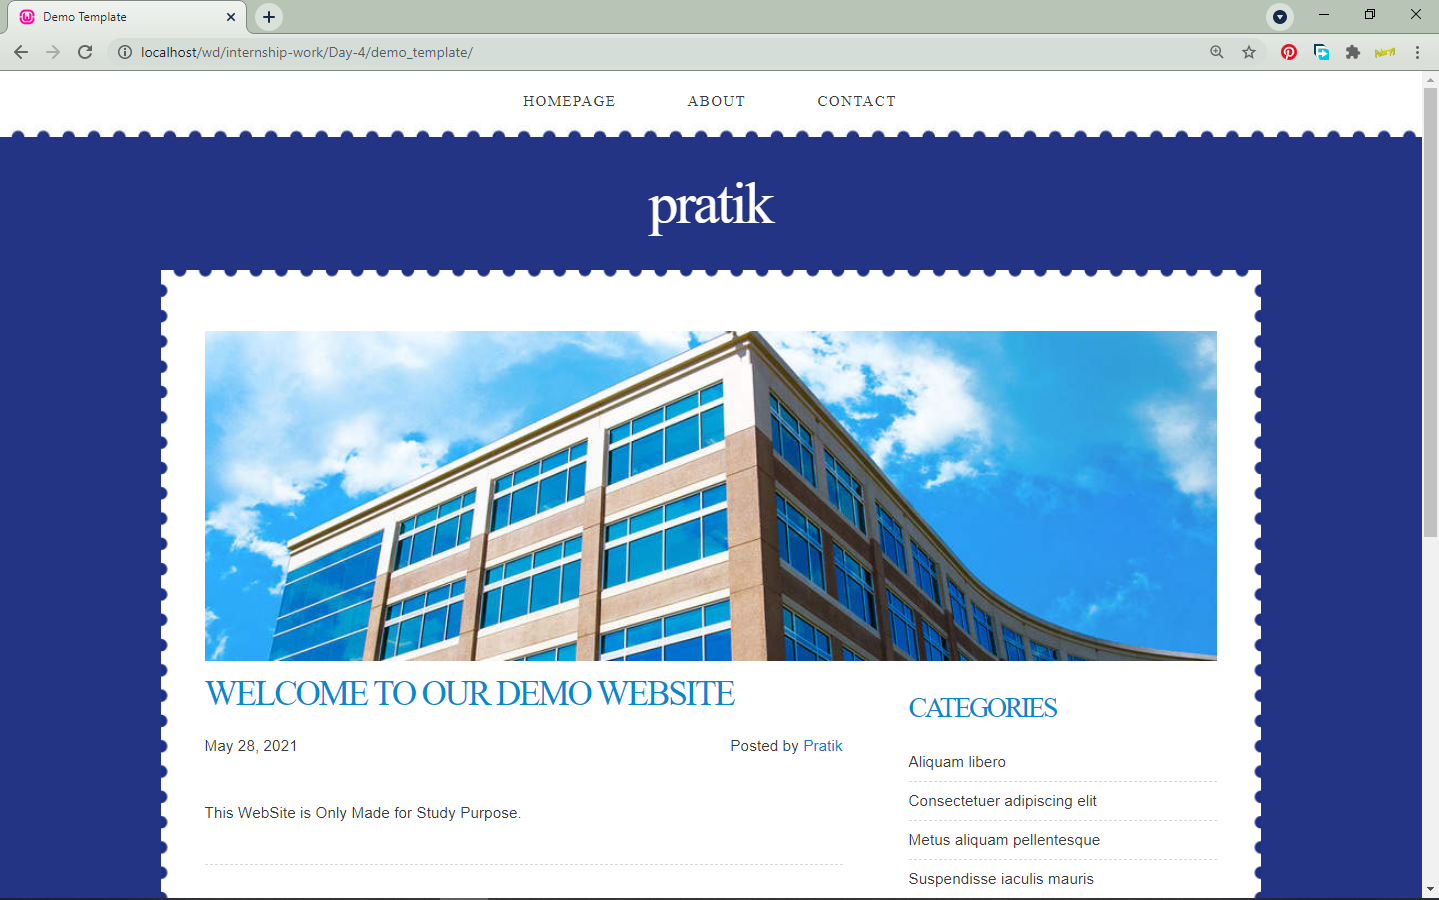 Demo Template
localhost/wd/internship-work/Day-4/demo_template/
HOMEPAGE ABOUT CONTACT
pratik
WELCOME TO OUR DEMO WEBSITE
May 28, 2021 Posted by Pratik
This WebSite is Only Made for Study Purpose.
CATEGORIES
Aliquam libero
Consectetuer adipiscing elit
Metus aliquam pellentesque
Suspendisse iaculis mauris